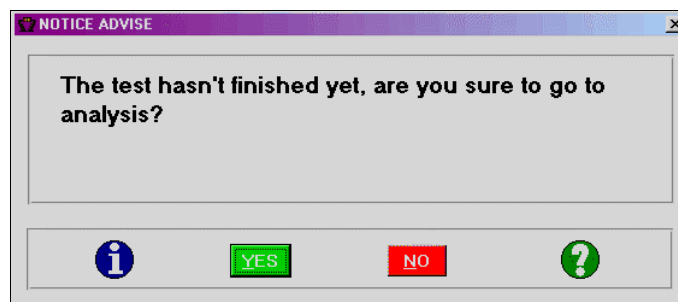 NOTICE ADVISE
The test hasn't finished yet, are you sure to go to
analysis?
YES NO